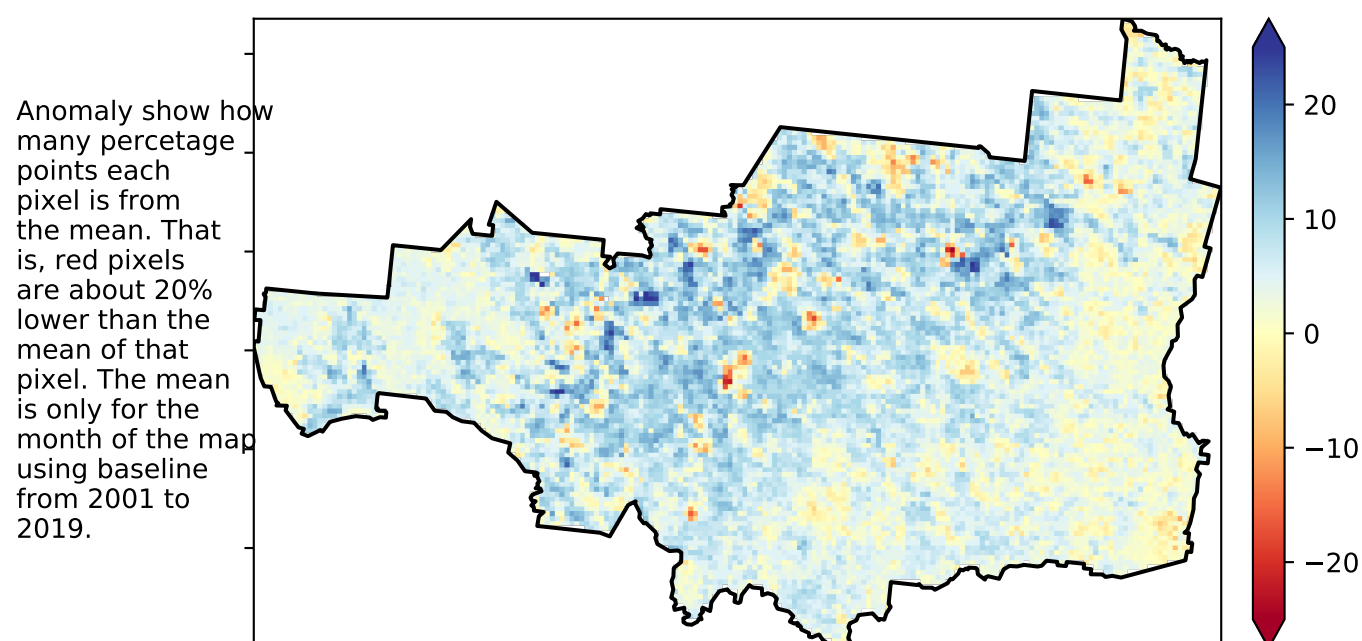 Anomaly show how
many percetage
points each
pixel is from
the mean. That
is, red pixels
are about 20%
lower than the
mean of that
pixel. The mean
is only for the
month of the map
using baseline
from 2001 to
2019.
20
10
0
−10
−20